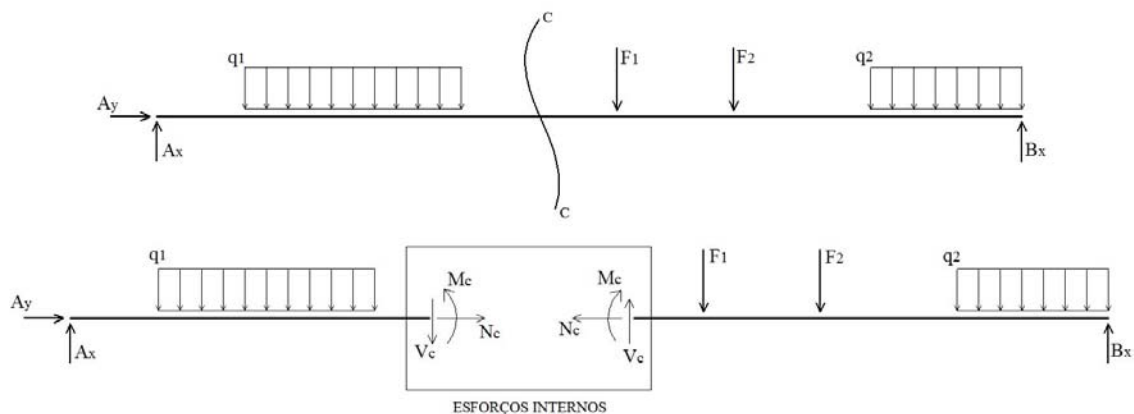 C
q1
F1
F2
q2
Ay
Ax
Bx
C
q1
F1
F2
q2
Mc
Mc
Ay
Nc
Nc
Ax
Vc
Vc
Bx
ESFORÇOS INTERNOS